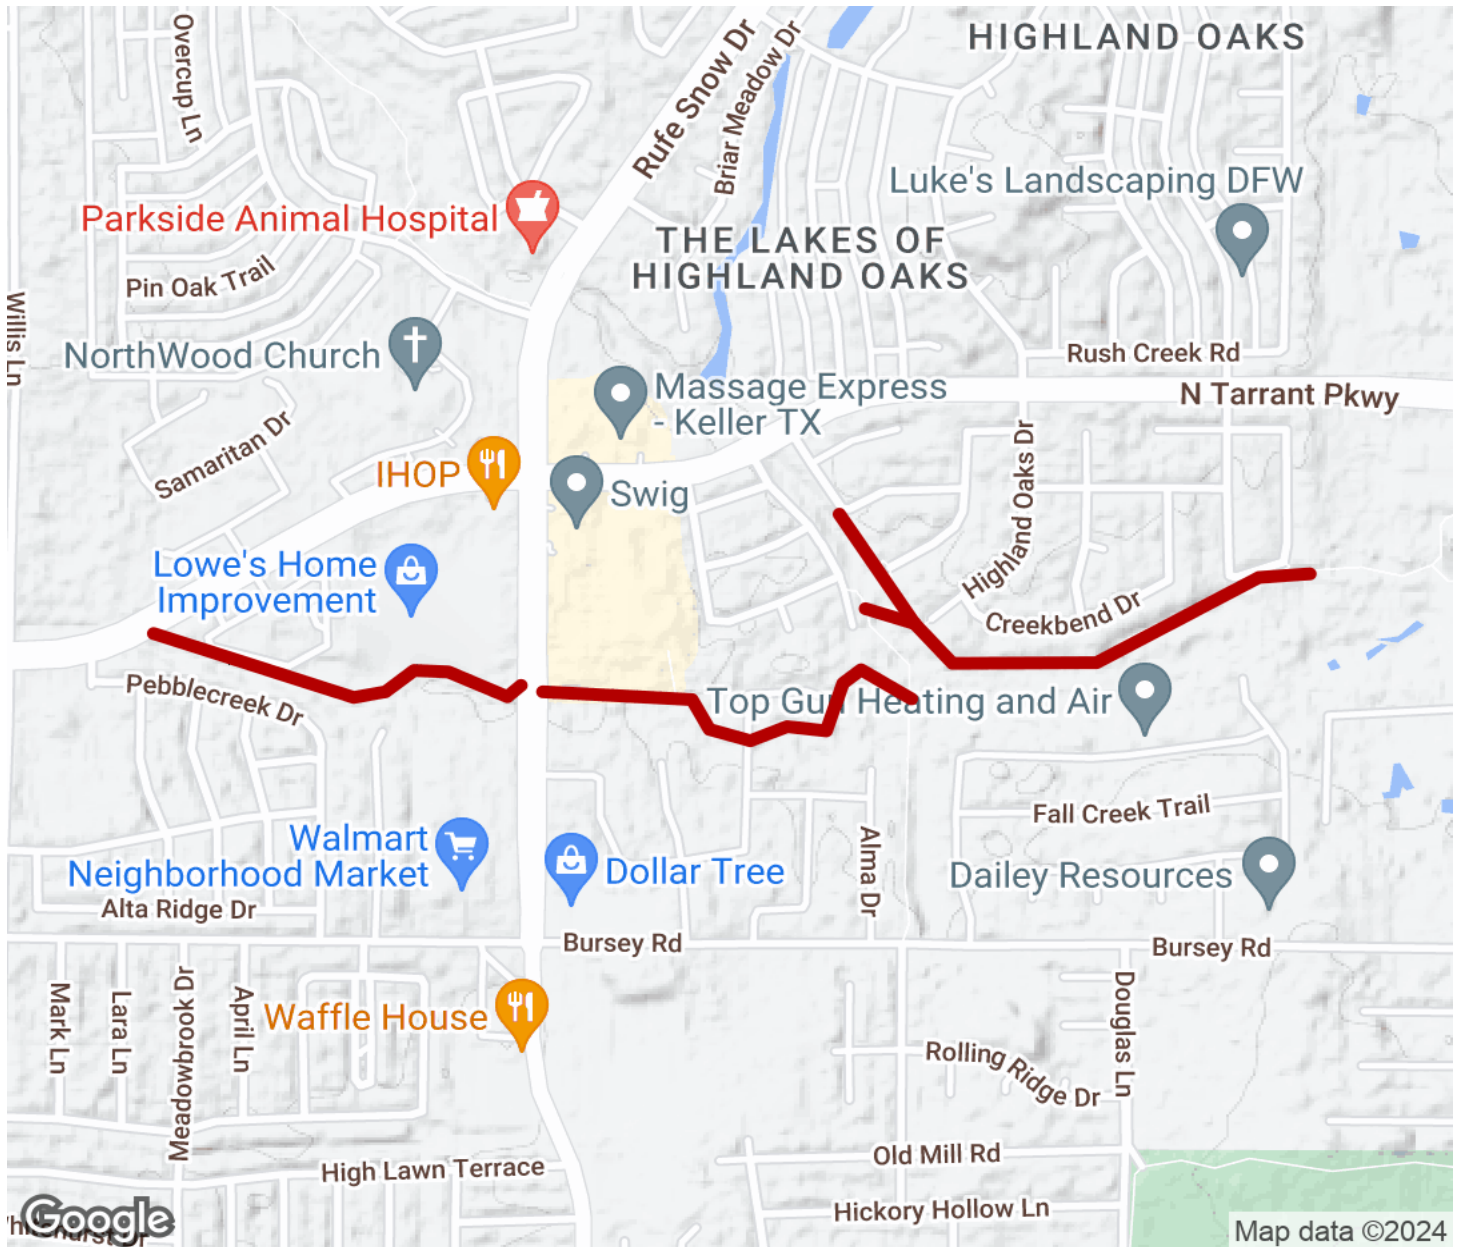 HIGHLAND OAKS
Overcup Ln
Rufe Snow Dr
Briar Meadow Dr
Luke's Landscaping DFW
Parkside Animal Hospital
THE LAKES OF
HIGHLAND OAKS
Pin Oak Trail
Willis Ln
NorthWood Church
Rush Creek Rd
Massage Express
- Keller TX
N Tarrant Pkwy
Samaritan Dr
IHOP
Swig
Highland Oaks Dr
Lowe's Home
Improvement
Creekbend Dr
Pebblecreek Dr
Top Gun Heating and Air
Fall Creek Trail
Walmart
Neighborhood Market
Dollar Tree
Alma Dr
Dailey Resources
Alta Ridge Dr
Bursey Rd
Bursey Rd
Mark Ln
Lara Ln
Meadowbrook Dr
April Ln
Waffle House
Douglas Ln
Rolling Ridge Dr
High Lawn Terrace
Old Mill Rd
Hickory Hollow Ln
Google
Map data ©2024